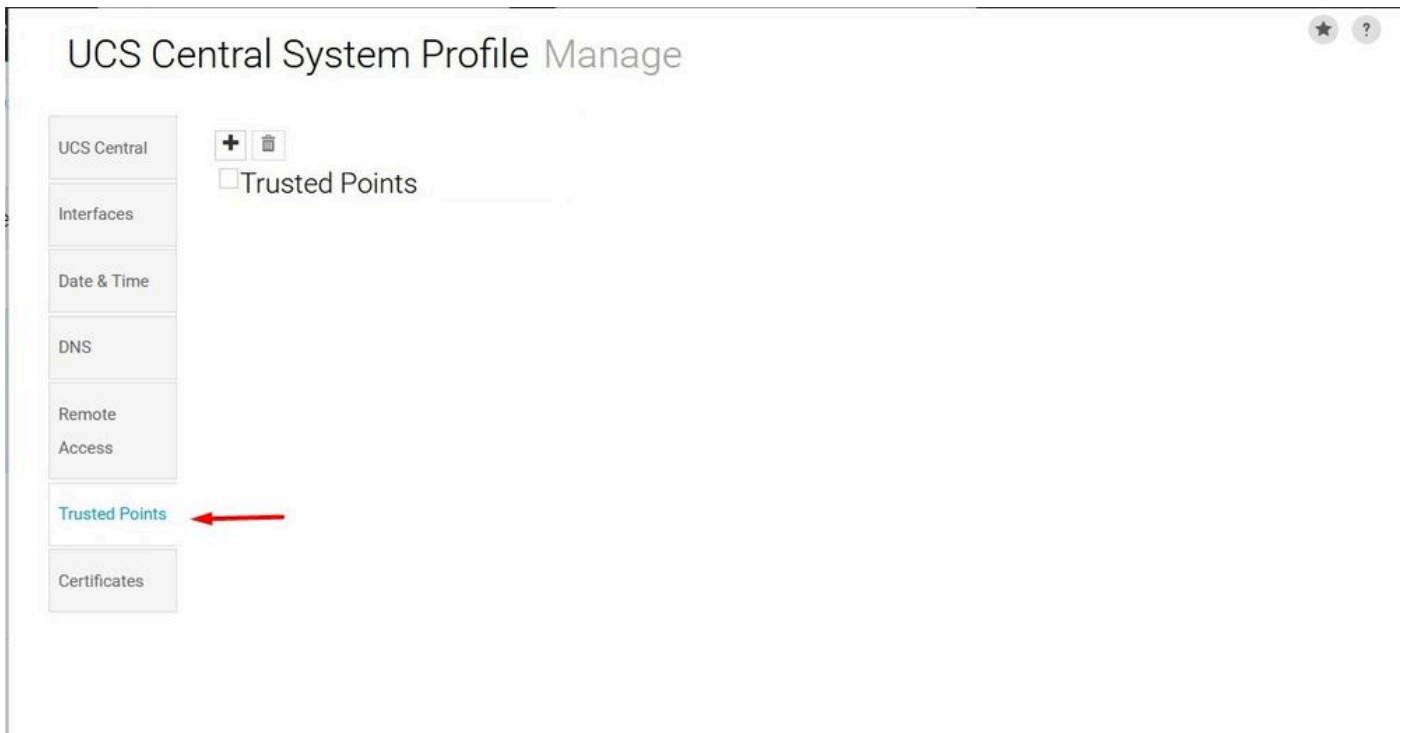 UCS Central System Profile Manage
?
UCS Central
Trusted Points
Interfaces
Date & Time
DNS
Remote
Access
Trusted Points
Certificates